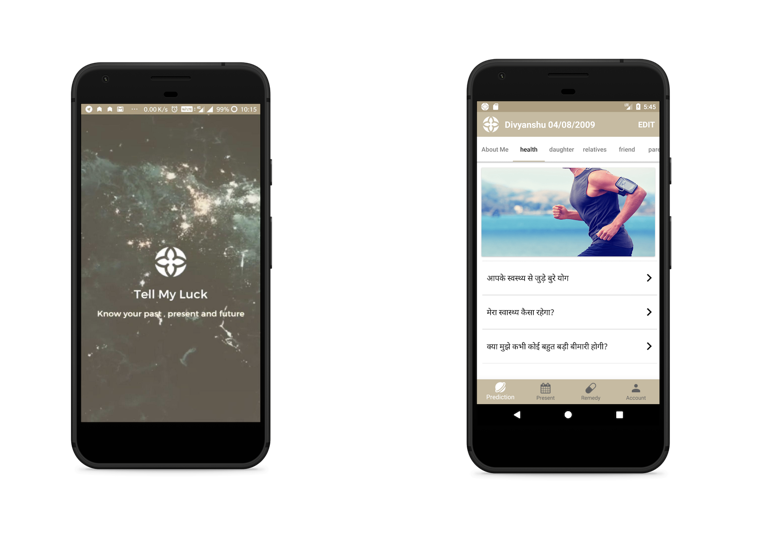 0.00 K/s 99% 10:15
Tell My Luck
Know your past . present and future
5:45
Divyanshu 04/08/2009 EDIT
About Me health daughter relatives friend pare
आपके स्वस्थ्य से जुड़े बुरे योग
मेरा स्वास्थ्य कैसा रहेगा?
क्या मुझे कभी कोई बहुत बड़ी बीमारी होगी?
Prediction Present Remedy Account